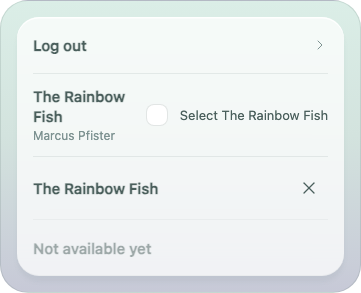 Log out
The Rainbow
Fish
Marcus Pfister
Select The Rainbow Fish
The Rainbow Fish
Not available yet